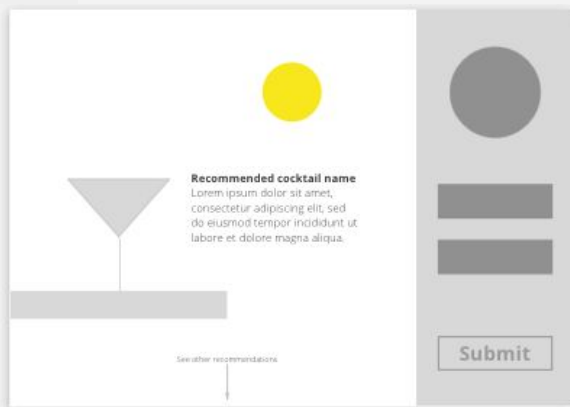 Recommended cocktail name
Lorem ipsum dolor sit amet,
consectetur adipiscing elit, sed
do eiusmod tempor incididunt ut
labore et dolore magna aliqua.
See other recommendations
Submit